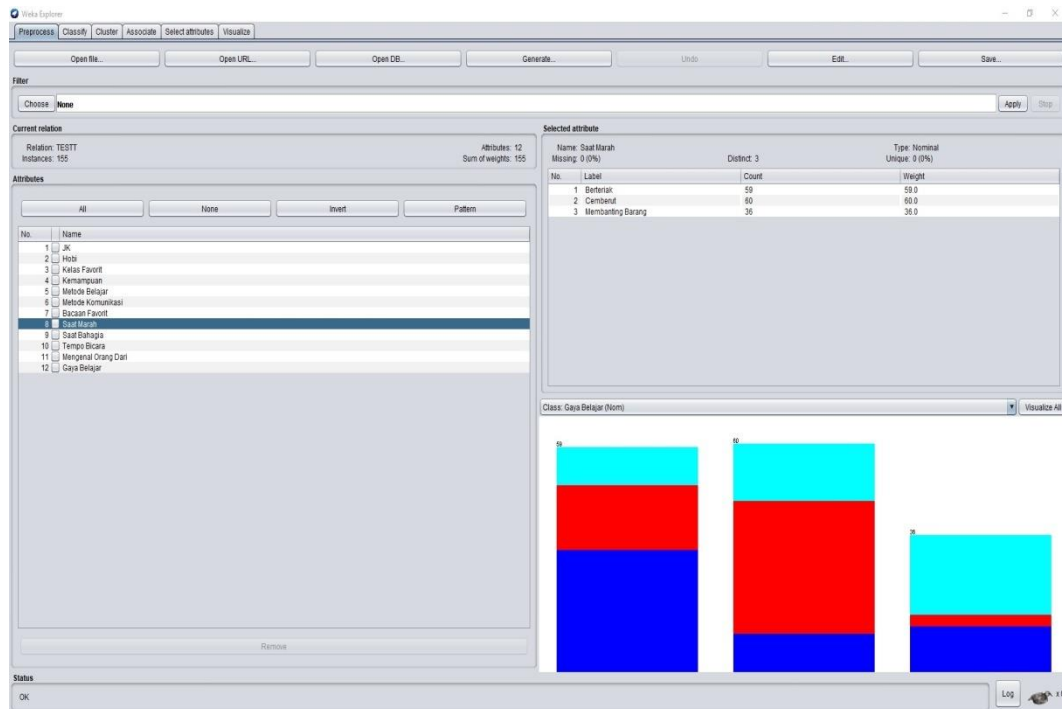 Weka Explorer
Preprocess Classify Cluster Associate Select attributes Visualize
Open file... Open URL... Open DB... Generate... Undo Edit... Save...
Filter
Choose None Apply Stop
Current relation
Relation: TESTT Attributes: 12
Instances: 155 Sum of weights: 155
Attributes
All None Invert Pattern
No. Name
1 JK
2 Hobi
3 Kelas Favorit
4 Kemampuan
5 Metode Belajar
6 Metode Komunikasi
7 Bacaan Favorit
8 Saat Marah
9 Saat Bahagia
10 Tempo Bicara
11 Mengenal Orang Dari
12 Gaya Belajar
Remove
Selected attribute
Name: Saat Marah Type: Nominal
Missing: 0 (0%) Distinct: 3 Unique: 0 (0%)
No. Label Count Weight
1 Berteriak 59 59.0
2 Cemberut 60 60.0
3 Membanting Barang 36 36.0
Class: Gaya Belajar (Nom) Visualize All
59 60 36
Status
OK Log x